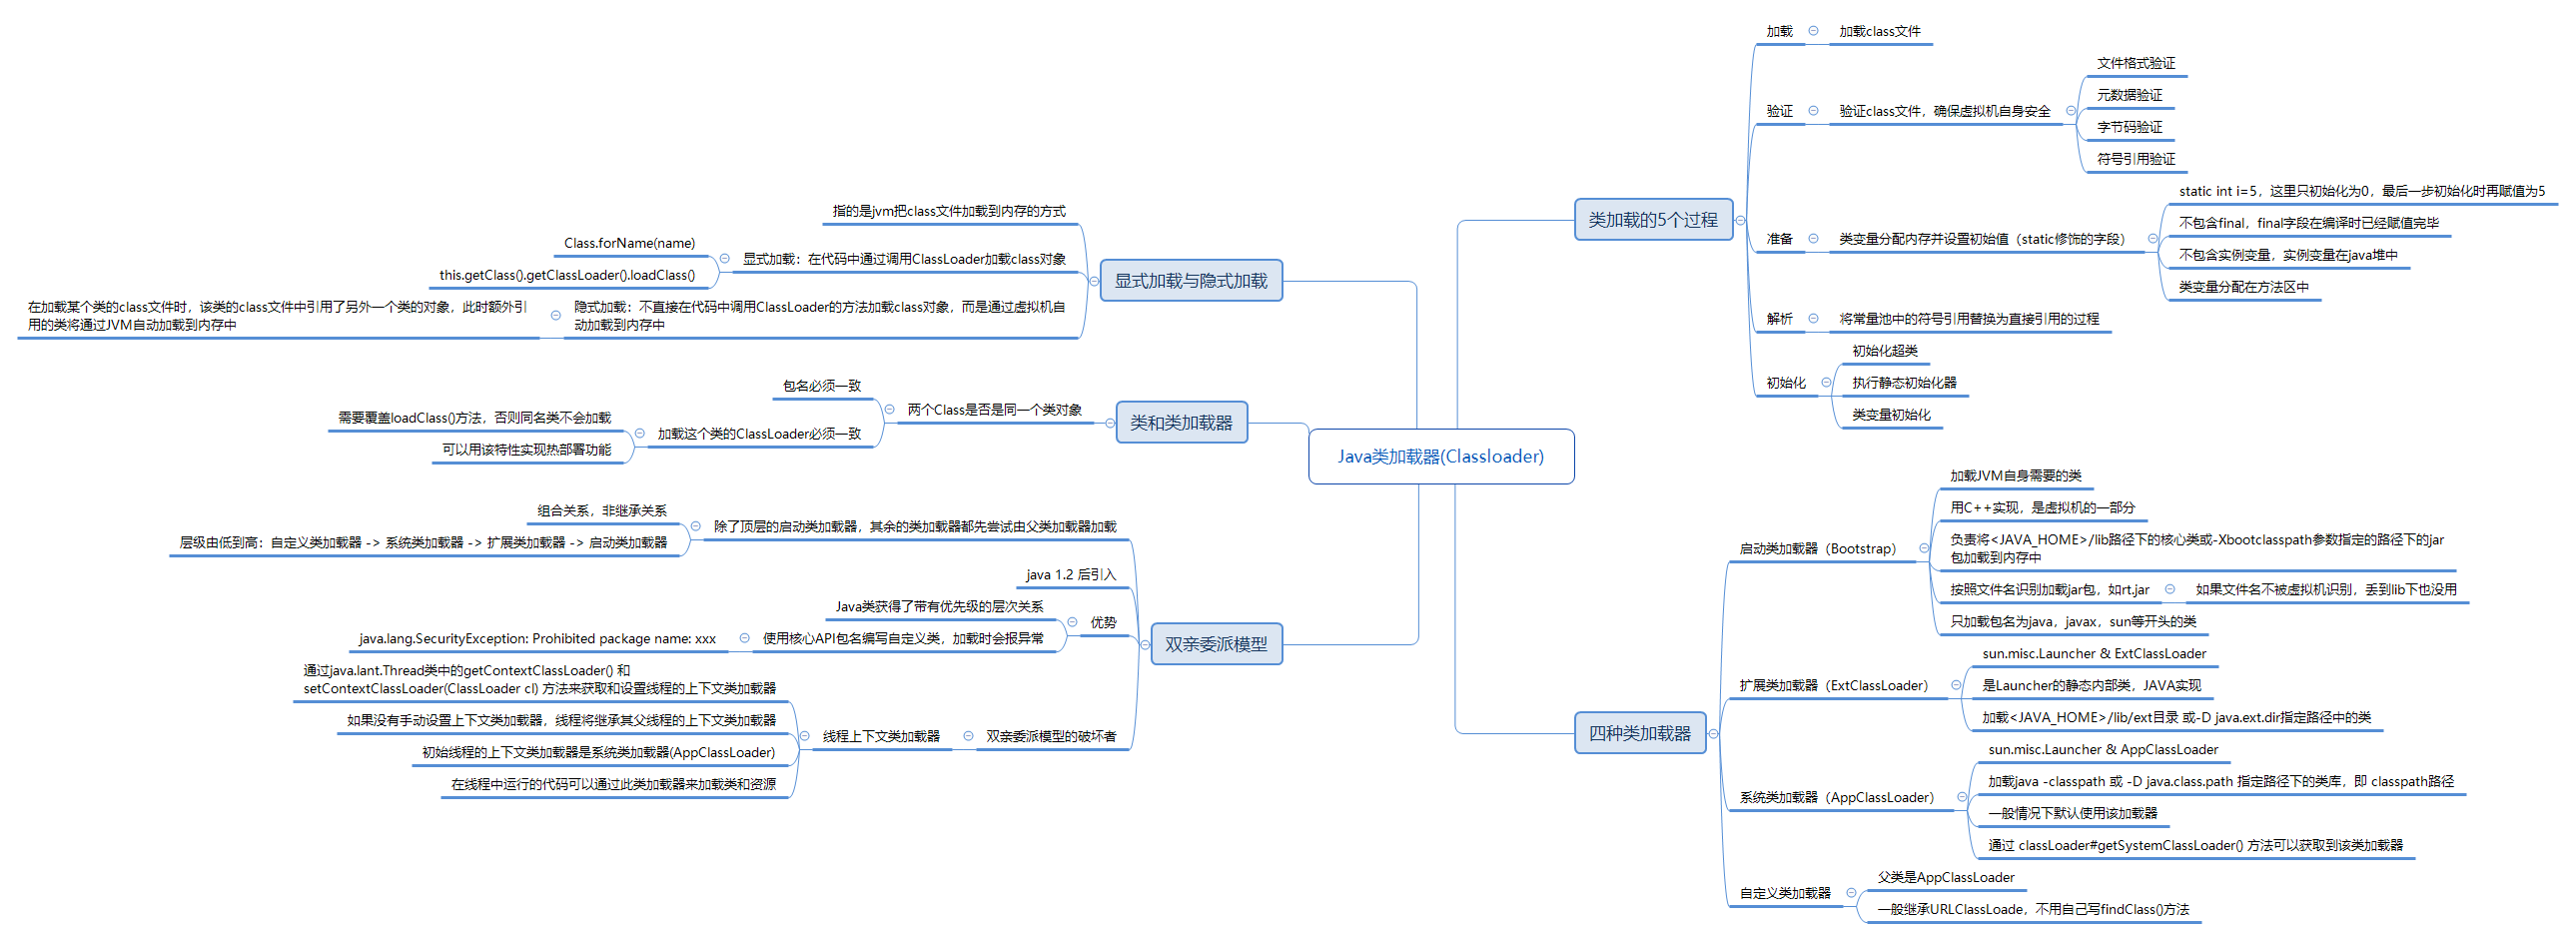 Java类加载器(Classloader)
类加载的5个过程
加载
加载class文件
验证
验证class文件，确保虚拟机自身安全
文件格式验证
元数据验证
字节码验证
符号引用验证
准备
类变量分配内存并设置初始值（static修饰的字段）
static int i=5，这里只初始化为0，最后一步初始化时再赋值为5
不包含final，final字段在编译时已经赋值完毕
不包含实例变量，实例变量在java堆中
类变量分配在方法区中
解析
将常量池中的符号引用替换为直接引用的过程
初始化
初始化超类
执行静态初始化器
类变量初始化
四种类加载器
启动类加载器（Bootstrap）
加载JVM自身需要的类
用C++实现，是虚拟机的一部分
负责将<JAVA_HOME>/lib路径下的核心类或-Xbootclasspath参数指定的路径下的jar
包加载到内存中
按照文件名识别加载jar包，如rt.jar
如果文件名不被虚拟机识别，丢到lib下也没用
只加载包名为java，javax，sun等开头的类
扩展类加载器（ExtClassLoader）
sun.misc.Launcher & ExtClassLoader
是Launcher的静态内部类，JAVA实现
加载<JAVA_HOME>/lib/ext目录 或-D java.ext.dir指定路径中的类
系统类加载器（AppClassLoader）
sun.misc.Launcher & AppClassLoader
加载java -classpath 或 -D java.class.path 指定路径下的类库，即 classpath路径
一般情况下默认使用该加载器
通过 classLoader#getSystemClassLoader() 方法可以获取到该类加载器
自定义类加载器
父类是AppClassLoader
一般继承URLClassLoade，不用自己写findClass()方法
显式加载与隐式加载
指的是jvm把class文件加载到内存的方式
显式加载：在代码中通过调用ClassLoader加载class对象
Class.forName(name)
this.getClass().getClassLoader().loadClass()
隐式加载：不直接在代码中调用ClassLoader的方法加载class对象，而是通过虚拟机自
动加载到内存中
在加载某个类的class文件时，该类的class文件中引用了另外一个类的对象，此时额外引
用的类将通过JVM自动加载到内存中
类和类加载器
两个Class是否是同一个类对象
包名必须一致
加载这个类的ClassLoader必须一致
需要覆盖loadClass()方法，否则同名类不会加载
可以用该特性实现热部署功能
双亲委派模型
除了顶层的启动类加载器，其余的类加载器都先尝试由父类加载器加载
组合关系，非继承关系
层级由低到高：自定义类加载器 -> 系统类加载器 -> 扩展类加载器 -> 启动类加载器
java 1.2 后引入
优势
Java类获得了带有优先级的层次关系
使用核心API包名编写自定义类，加载时会报异常
java.lang.SecurityException: Prohibited package name: xxx
双亲委派模型的破坏者
线程上下文类加载器
通过java.lant.Thread类中的getContextClassLoader() 和
setContextClassLoader(ClassLoader cl) 方法来获取和设置线程的上下文类加载器
如果没有手动设置上下文类加载器，线程将继承其父线程的上下文类加载器
初始线程的上下文类加载器是系统类加载器(AppClassLoader)
在线程中运行的代码可以通过此类加载器来加载类和资源